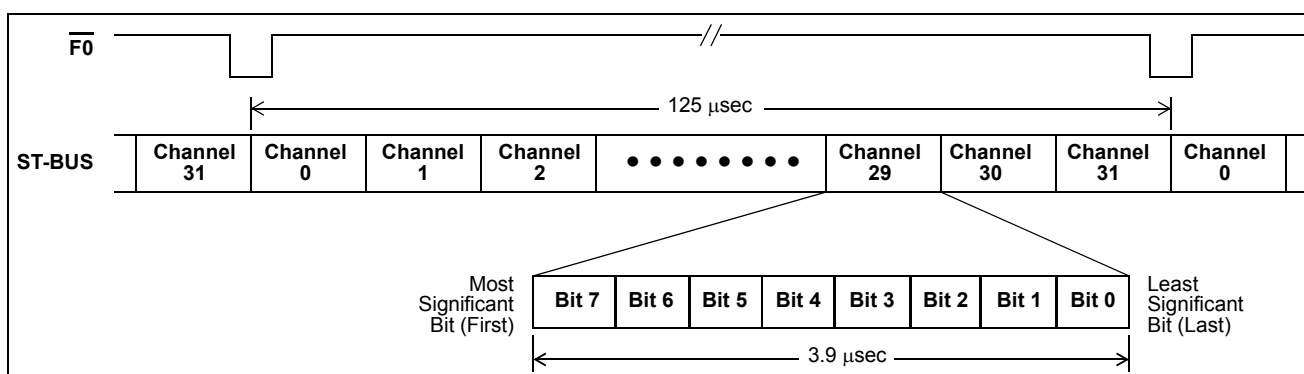 F0
125 μsec
ST-BUS
Channel 31
Channel 0
Channel 1
Channel 2
Channel 29
Channel 30
Channel 31
Channel 0
Most
Significant
Bit (First)
Bit 7
Bit 6
Bit 5
Bit 4
Bit 3
Bit 2
Bit 1
Bit 0
Least
Significant
Bit (Last)
3.9 μsec